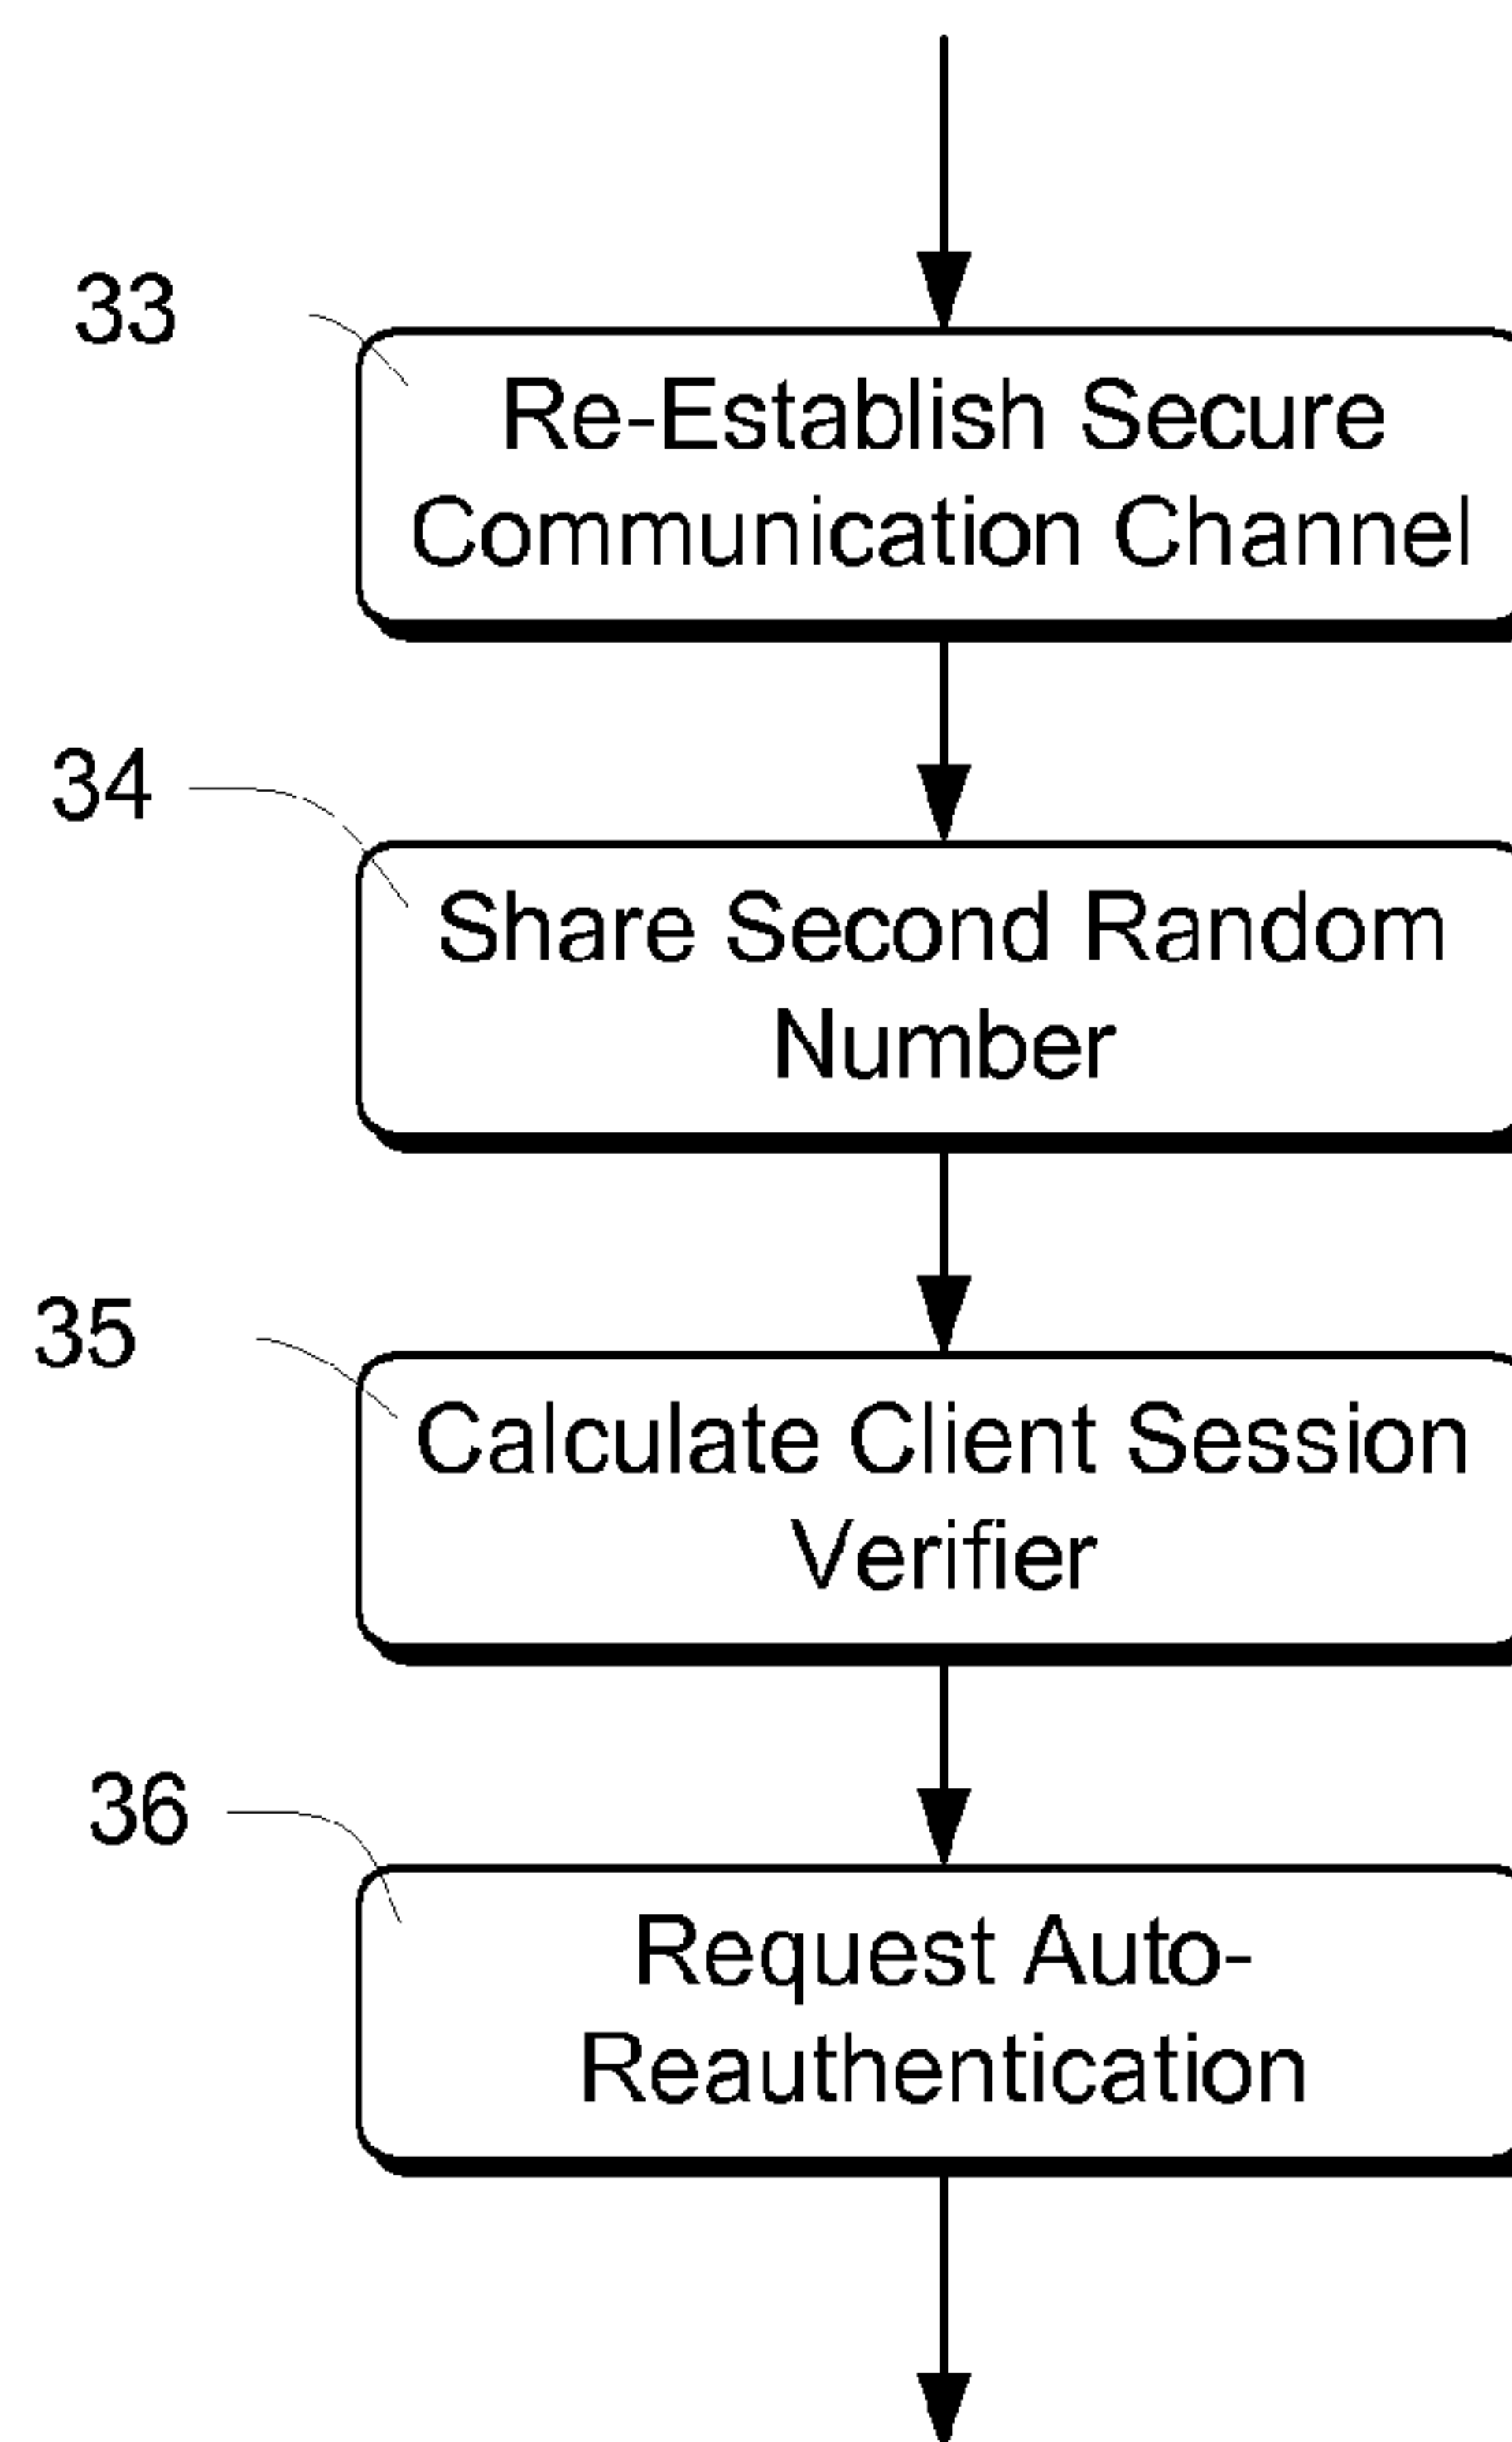 33
Re-Establish Secure
Communication Channel
34
Share Second Random
Number
35
Calculate Client Session
Verifier
36
Request Auto-
Reauthentication